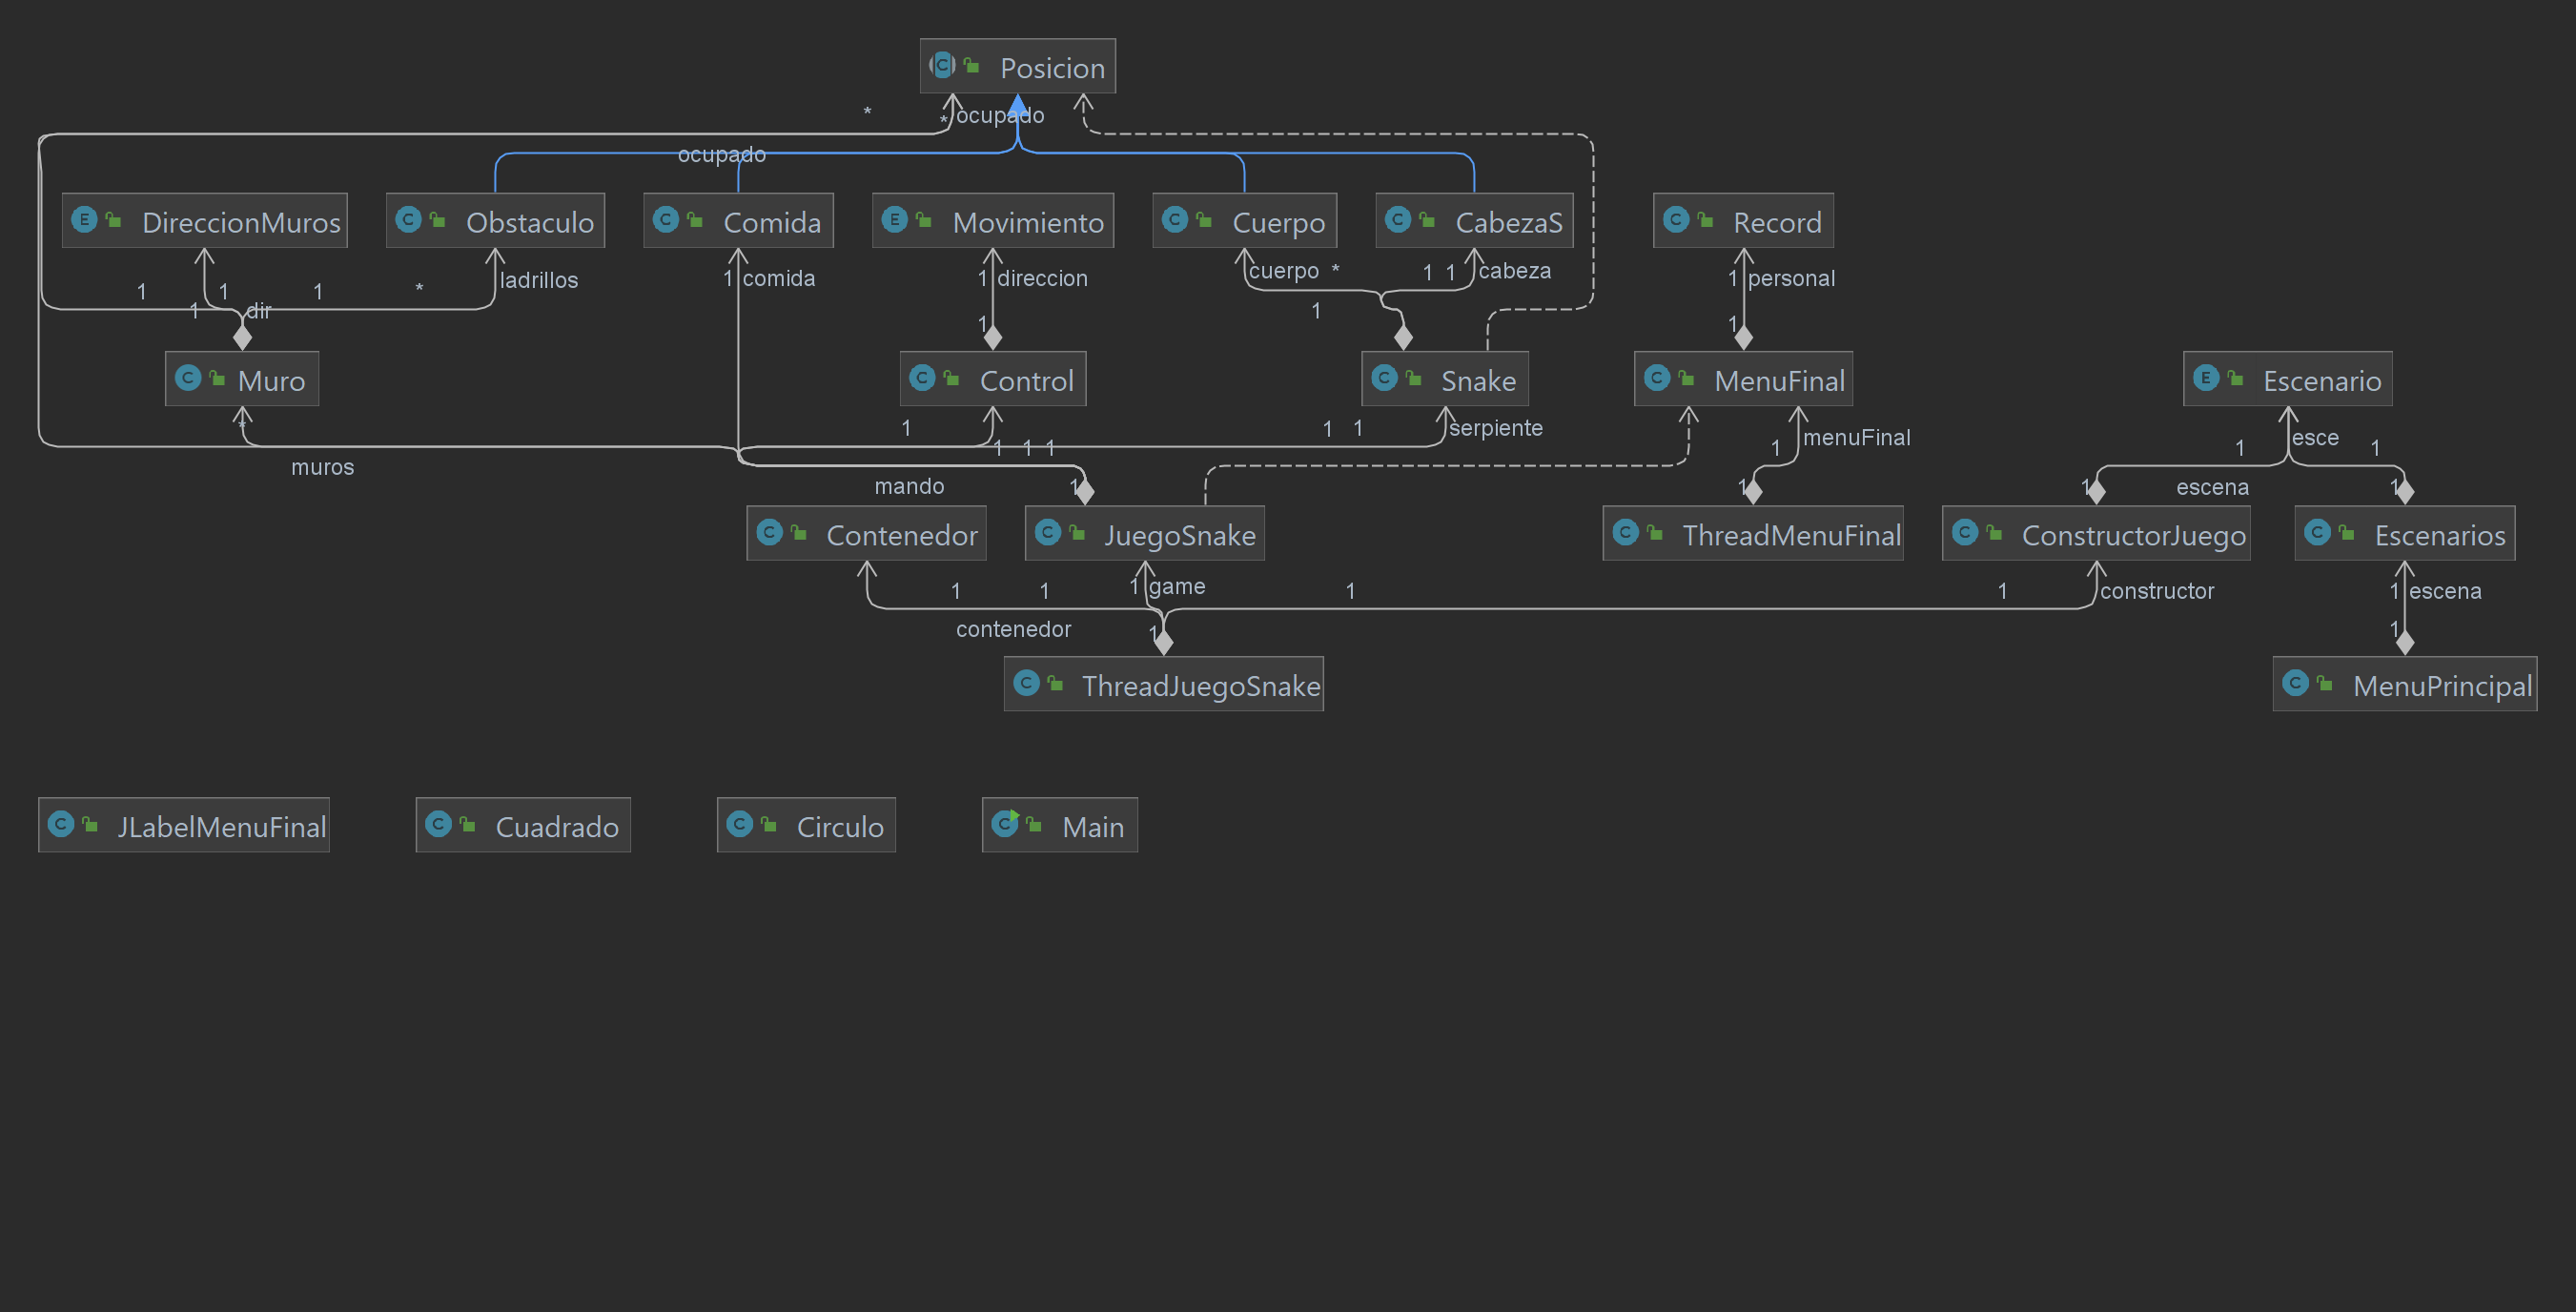 Posicion
*
* ocupado
ocupado
DireccionMuros
Obstaculo
Comida
Movimiento
Cuerpo
CabezaS
Record
1 1 1 * ladrillos
1 dir
1 comida
1 direccion
1
cuerpo * 1 1 cabeza
1
1 personal
1
Muro
Control
Snake
MenuFinal
Escenario
*
muros
1
1 1 1
1 1 serpiente
mando
1
1 menuFinal
1
1 esce 1
1 escena 1
Contenedor
JuegoSnake
ThreadMenuFinal
ConstructorJuego
Escenarios
1 1 1 game 1
contenedor 1
1 constructor
1 escena
1
ThreadJuegoSnake
MenuPrincipal
JLabelMenuFinal
Cuadrado
Circulo
Main